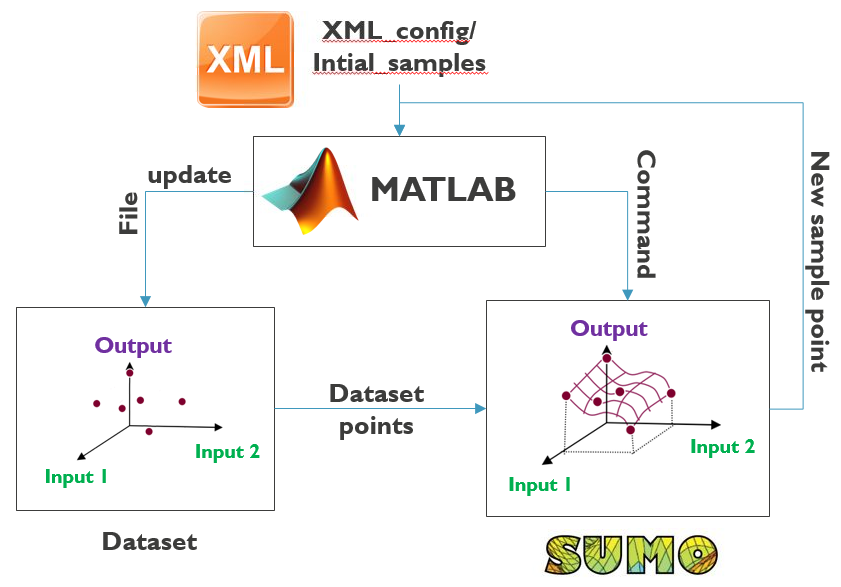 XML
XML_config/
Intial_samples
MATLAB
update
File
Command
New sample point
Output
Input 1
Input 2
Dataset
Dataset
points
Output
Input 1
Input 2
SUMO